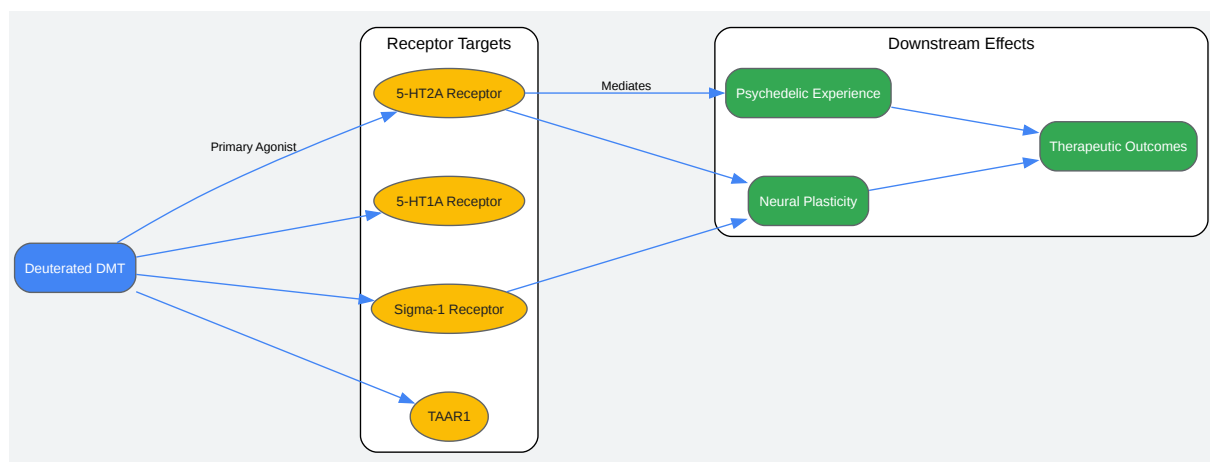 Receptor Targets
Downstream Effects
5-HT2A Receptor
Mediates
Psychedelic Experience
Primary Agonist
Therapeutic Outcomes
5-HT1A Receptor
Neural Plasticity
Deuterated DMT
Sigma-1 Receptor
TAAR1